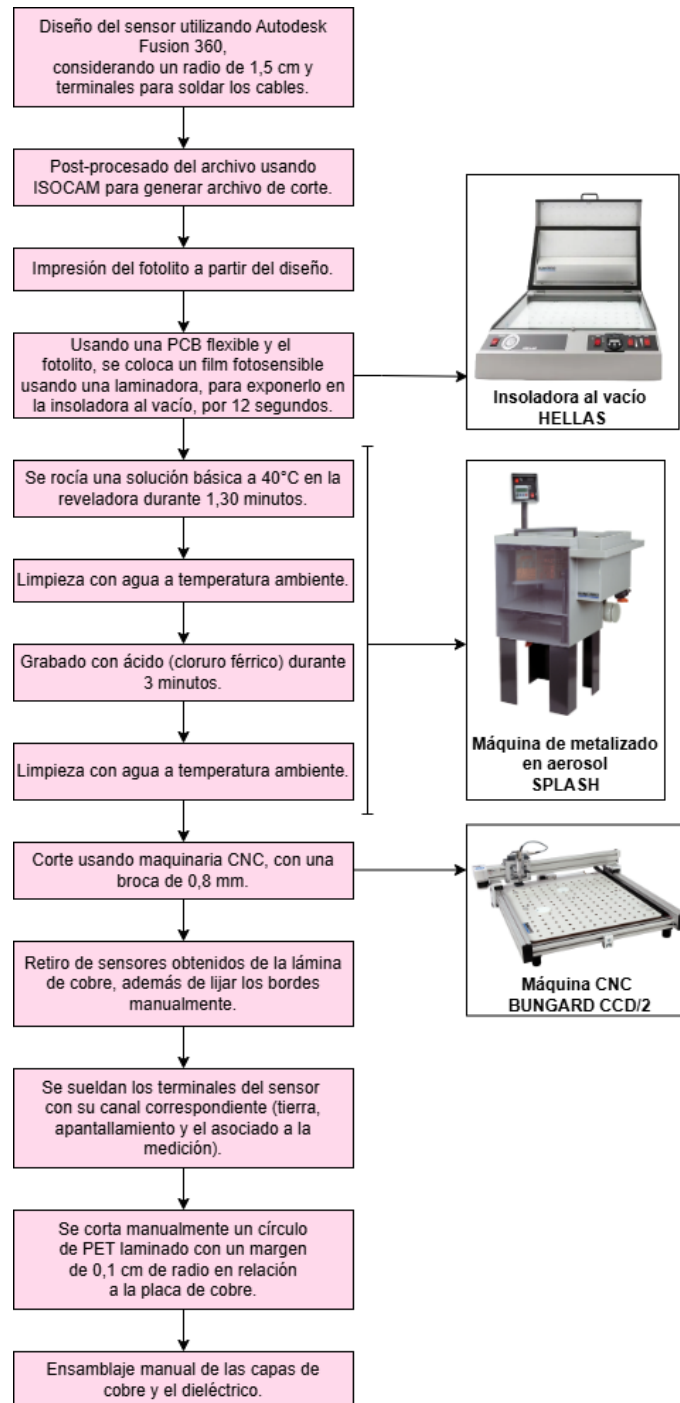 Diseño del sensor utilizando Autodesk
Fusion 360,
considerando un radio de 1,5 cm y
terminales para soldar los cables.
Post-procesado del archivo usando
ISOCAM para generar archivo de corte.
Impresión del fotolito a partir del diseño.
Usando una PCB flexible y el
fotolito, se coloca un film fotosensible
usando una laminadora, para exponerlo en
la insoladora al vacío, por 12 segundos.
Insoladora al vacío
HELLAS
Se rocía una solución básica a 40°C en la
reveladora durante 1,30 minutos.
Limpieza con agua a temperatura ambiente.
Grabado con ácido (cloruro férrico) durante
3 minutos.
Limpieza con agua a temperatura ambiente.
Máquina de metalizado
en aerosol
SPLASH
Corte usando maquinaria CNC, con una
broca de 0,8 mm.
Máquina CNC
BUNGARD CCD/2
Retiro de sensores obtenidos de la lámina
de cobre, además de lijar los bordes
manualmente.
Se sueldan los terminales del sensor
con su canal correspondiente (tierra,
apantallamiento y el asociado a la
medición).
Se corta manualmente un círculo
de PET laminado con un margen
de 0,1 cm de radio en relación
a la placa de cobre.
Ensamblaje manual de las capas de
cobre y el dieléctrico.